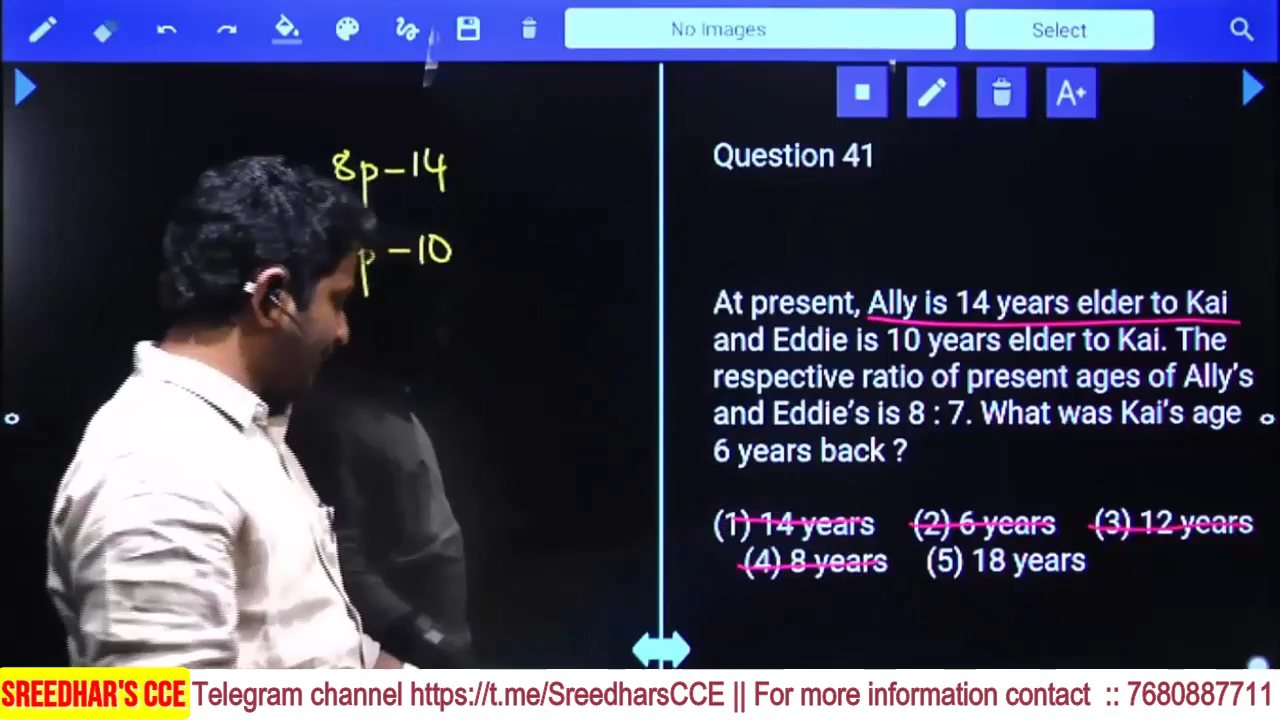 No Images
Select
A+
8p-14
p-10
Question 41
At present, Ally is 14 years elder to Kai
and Eddie is 10 years elder to Kai. The
respective ratio of present ages of Ally's
and Eddie's is 8 : 7. What was Kai's age
6 years back ?
(1) 14 years (2) 6 years (3) 12 years
(4) 8 years (5) 18 years
SREEDHAR'S CCE Telegram channel https://t.me/SreedharsCCE || For more information contact :: 7680887711